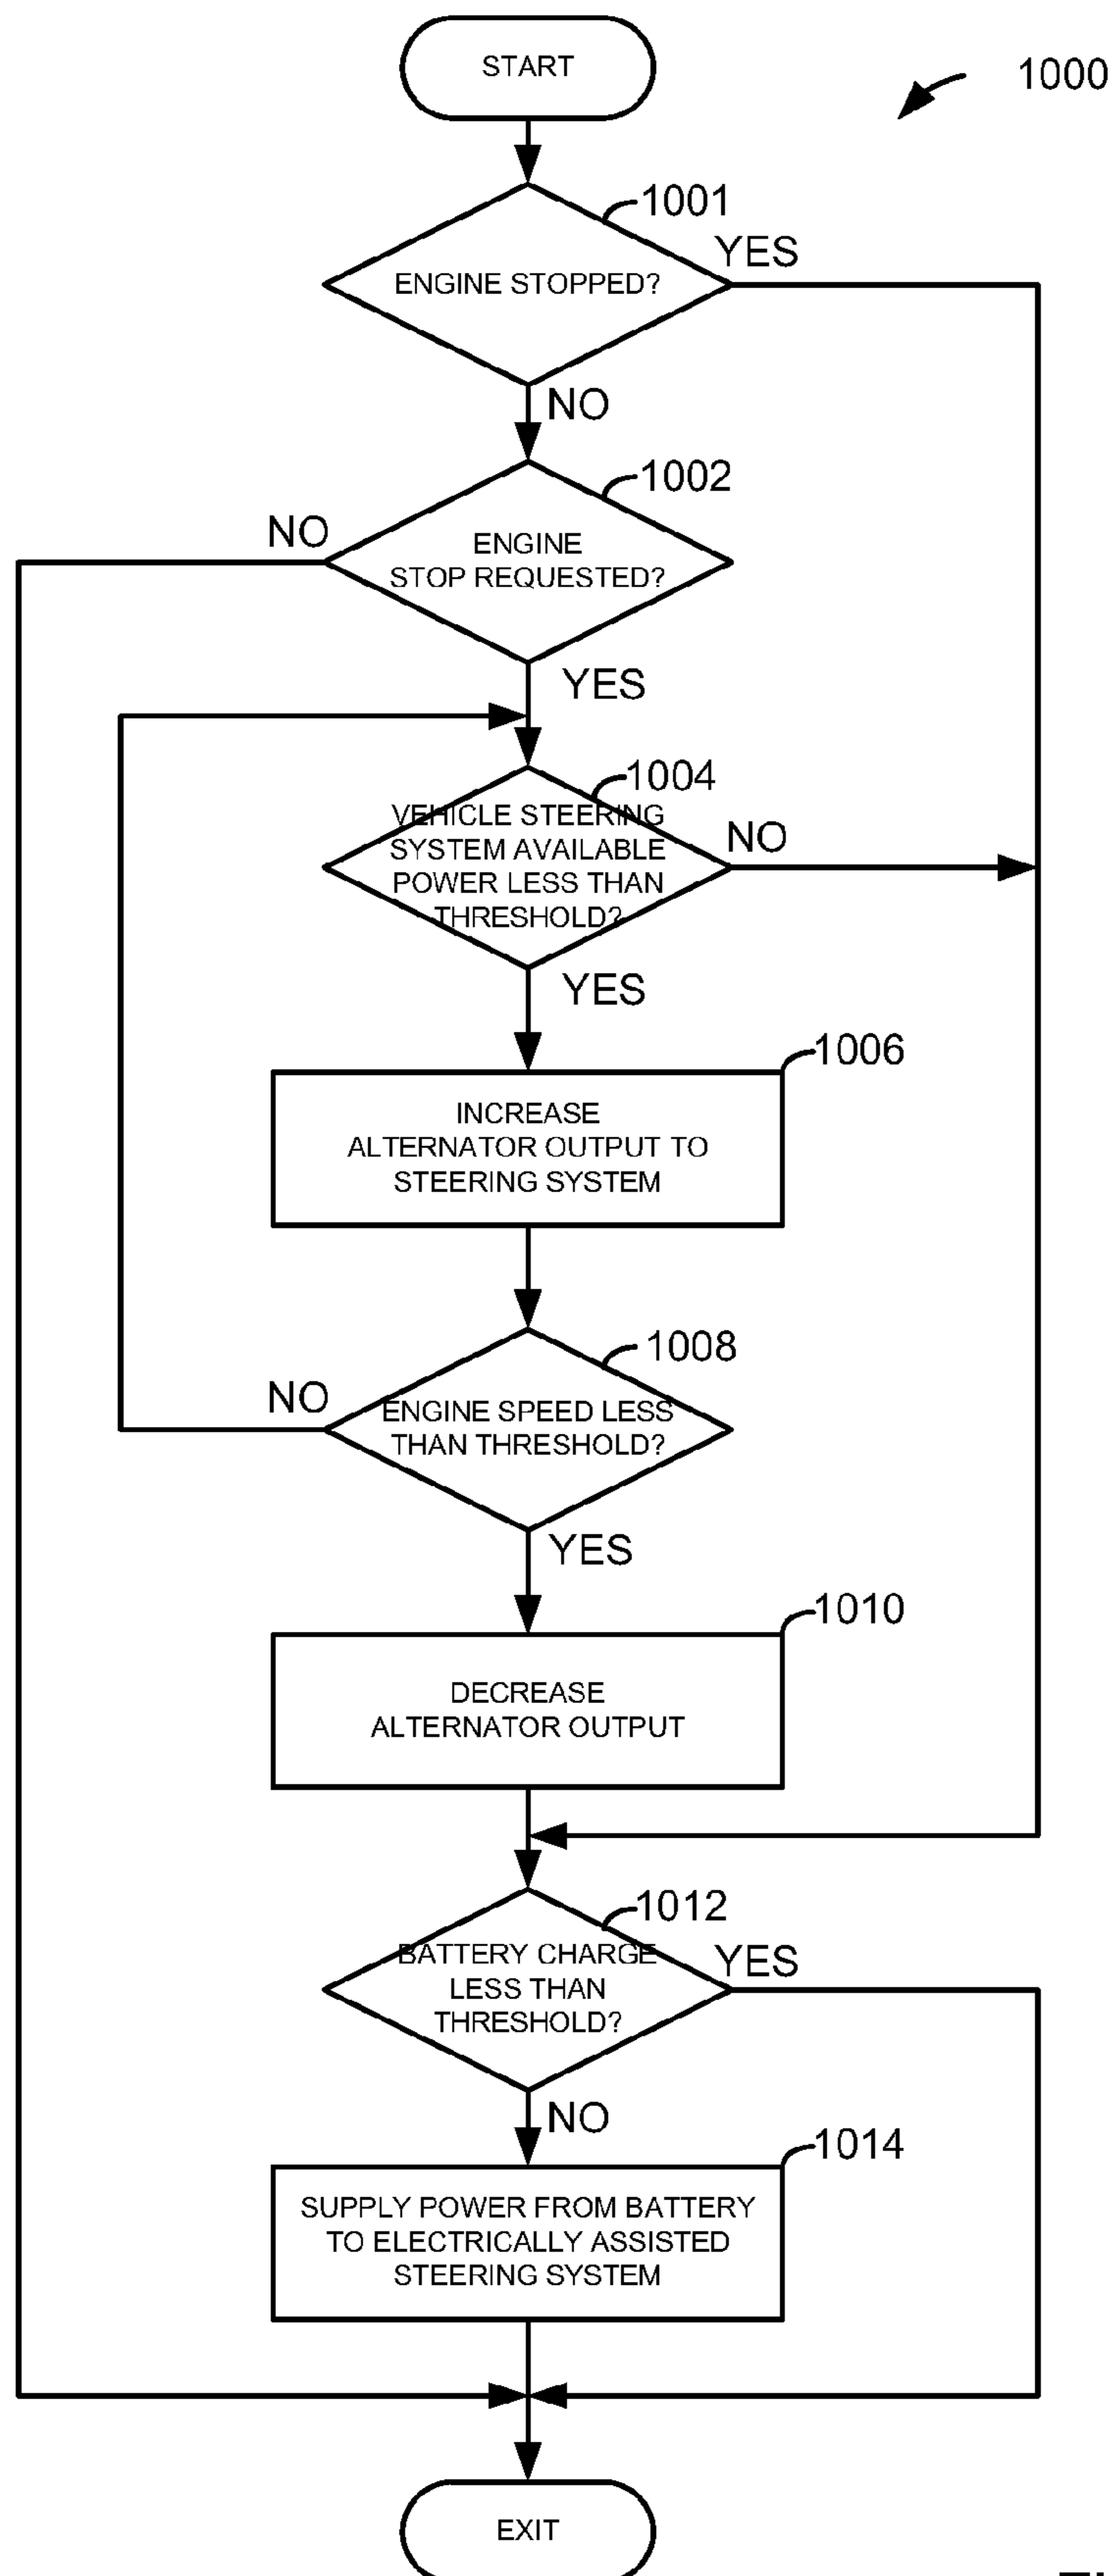 START
1000
1001
YES
ENGINE STOPPED?
NO
1002
NO
ENGINE
STOP REQUESTED?
YES
1004
VEHICLE STEERING
SYSTEM AVAILABLE
POWER LESS THAN
THRESHOLD?
NO
YES
1006
INCREASE
ALTERNATOR OUTPUT TO
STEERING SYSTEM
1008
NO
ENGINE SPEED LESS
THAN THRESHOLD?
YES
1010
DECREASE
ALTERNATOR OUTPUT
1012
BATTERY CHARGE
LESS THAN
THRESHOLD?
YES
NO
1014
SUPPLY POWER FROM BATTERY
TO ELECTRICALLY ASSISTED
STEERING SYSTEM
EXIT